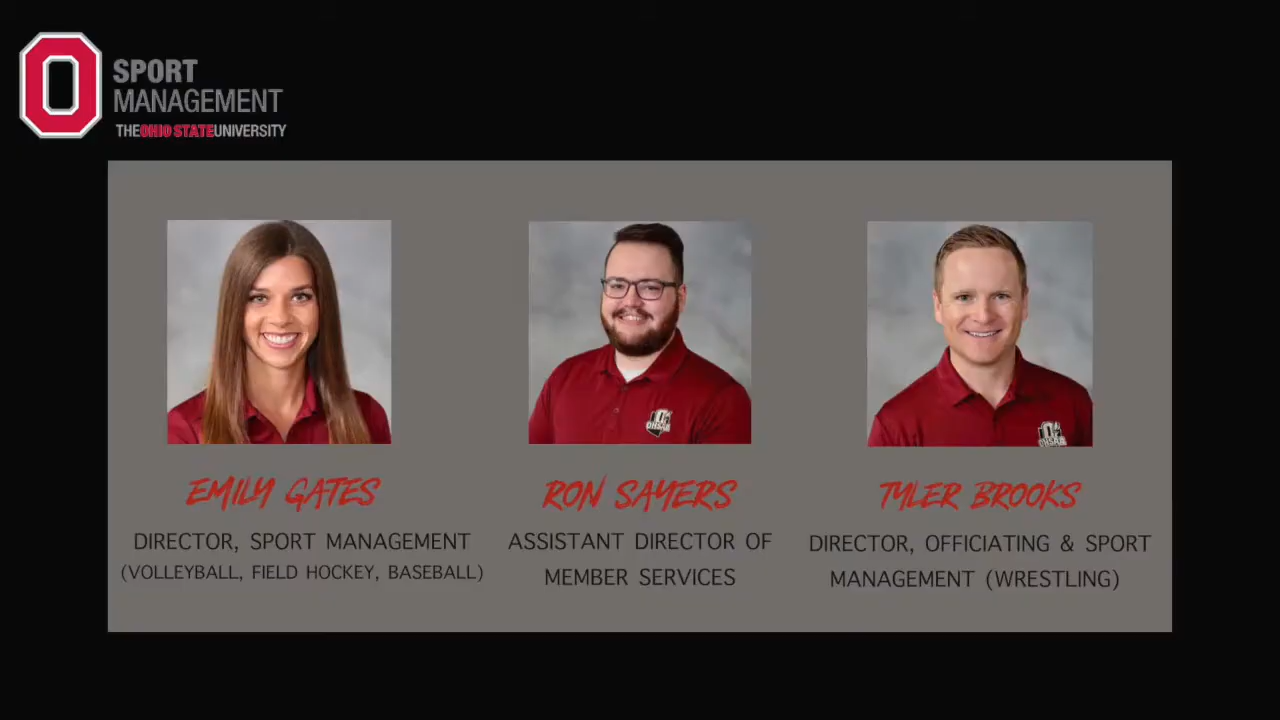 SPORT
MANAGEMENT
THE OHIO STATE UNIVERSITY
OHSAA
EMILY GATES
RON SAYERS
TYLER BROOKS
DIRECTOR, SPORT MANAGEMENT
(VOLLEYBALL, FIELD HOCKEY, BASEBALL)
ASSISTANT DIRECTOR OF
MEMBER SERVICES
DIRECTOR, OFFICIATING & SPORT
MANAGEMENT (WRESTLING)